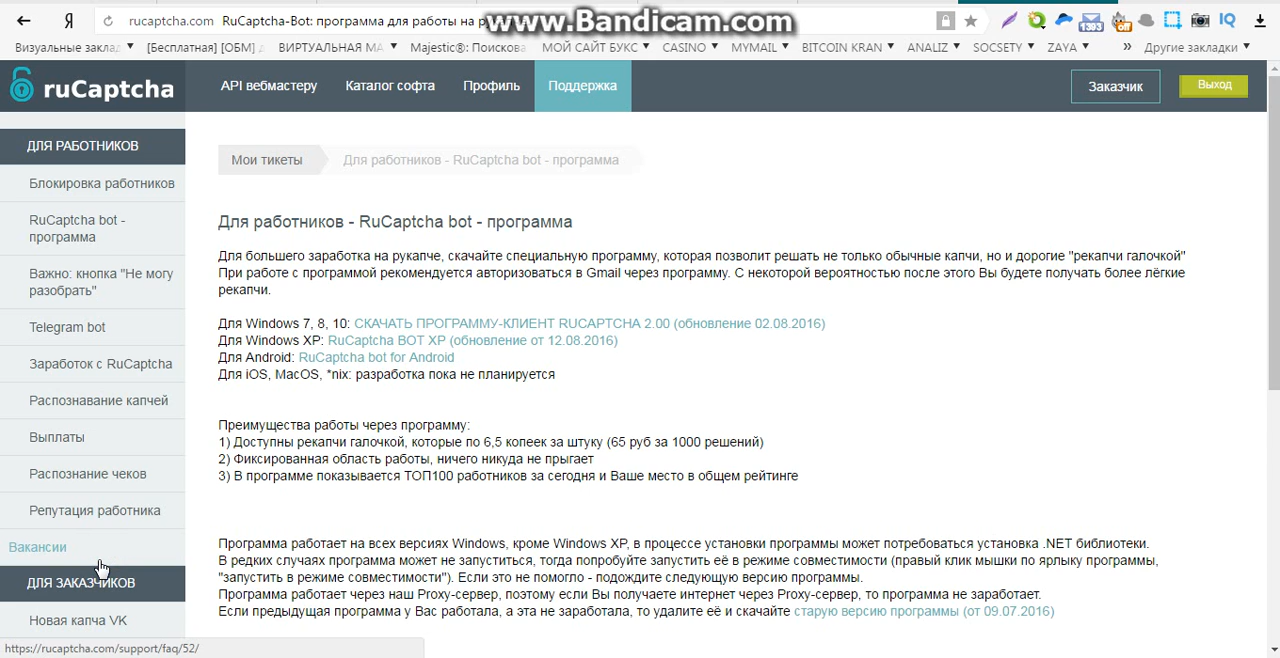 Я
rucaptcha.com RuCaptcha-Bot: программа для работы на
www.Bandicam.com
1393
off
IQ
Визуальные заклад
[Бесплатная] [ОБМ]
ВИРТУАЛЬНАЯ МА
Majestic®: Поискова
МОЙ САЙТ БУКС
CASINO
MYMAIL
BITCOIN KRAN
ANALIZ
SOCSETY
ZAYA
»
Другие закладки
ruCaptcha
API вебмастеру
Каталог софта
Профиль
Поддержка
Заказчик
Выход
ДЛЯ РАБОТНИКОВ
Блокировка работников
RuCaptcha bot -
программа
Важно: кнопка "Не могу
разобрать"
Telegram bot
Заработок с RuCaptcha
Распознавание капчей
Выплаты
Распознание чеков
Репутация работника
Вакансии
ДЛЯ ЗАКАЗЧИКОВ
Новая капча VK
https://rucaptcha.com/support/faq/52/
Мои тикеты
Для работников - RuCaptcha bot - программа
Для работников - RuCaptcha bot - программа
Для большего заработка на рукапче, скачайте специальную программу, которая позволит решать не только обычные капчи, но и дорогие "рекапчи галочкой"
При работе с программой рекомендуется авторизоваться в Gmail через программу. С некоторой вероятностью после этого Вы будете получать более лёгкие
рекапчи.
Для Windows 7, 8, 10: СКАЧАТЬ ПРОГРАММУ-КЛИЕНТ RUCAPTCHA 2.00 (обновление 02.08.2016)
Для Windows XP: RuCaptcha BOT XP (обновление от 12.08.2016)
Для Android: RuCaptcha bot for Android
Для iOS, MacOS, *nix: разработка пока не планируется
Преимущества работы через программу:
1) Доступны рекапчи галочкой, которые по 6,5 копеек за штуку (65 руб за 1000 решений)
2) Фиксированная область работы, ничего никуда не прыгает
3) В программе показывается ТОП100 работников за сегодня и Ваше место в общем рейтинге
Программа работает на всех версиях Windows, кроме Windows XP, в процессе установки программы может потребоваться установка .NET библиотеки.
В редких случаях программа может не запуститься, тогда попробуйте запустить её в режиме совместимости (правый клик мышки по ярлыку программы,
"запустить в режиме совместимости"). Если это не помогло - подождите следующую версию программы.
Программа работает через наш Proxy-сервер, поэтому если Вы получаете интернет через Proxy-сервер, то программа не заработает.
Если предыдущая программа у Вас работала, а эта не заработала, то удалите её и скачайте старую версию программы (от 09.07.2016)